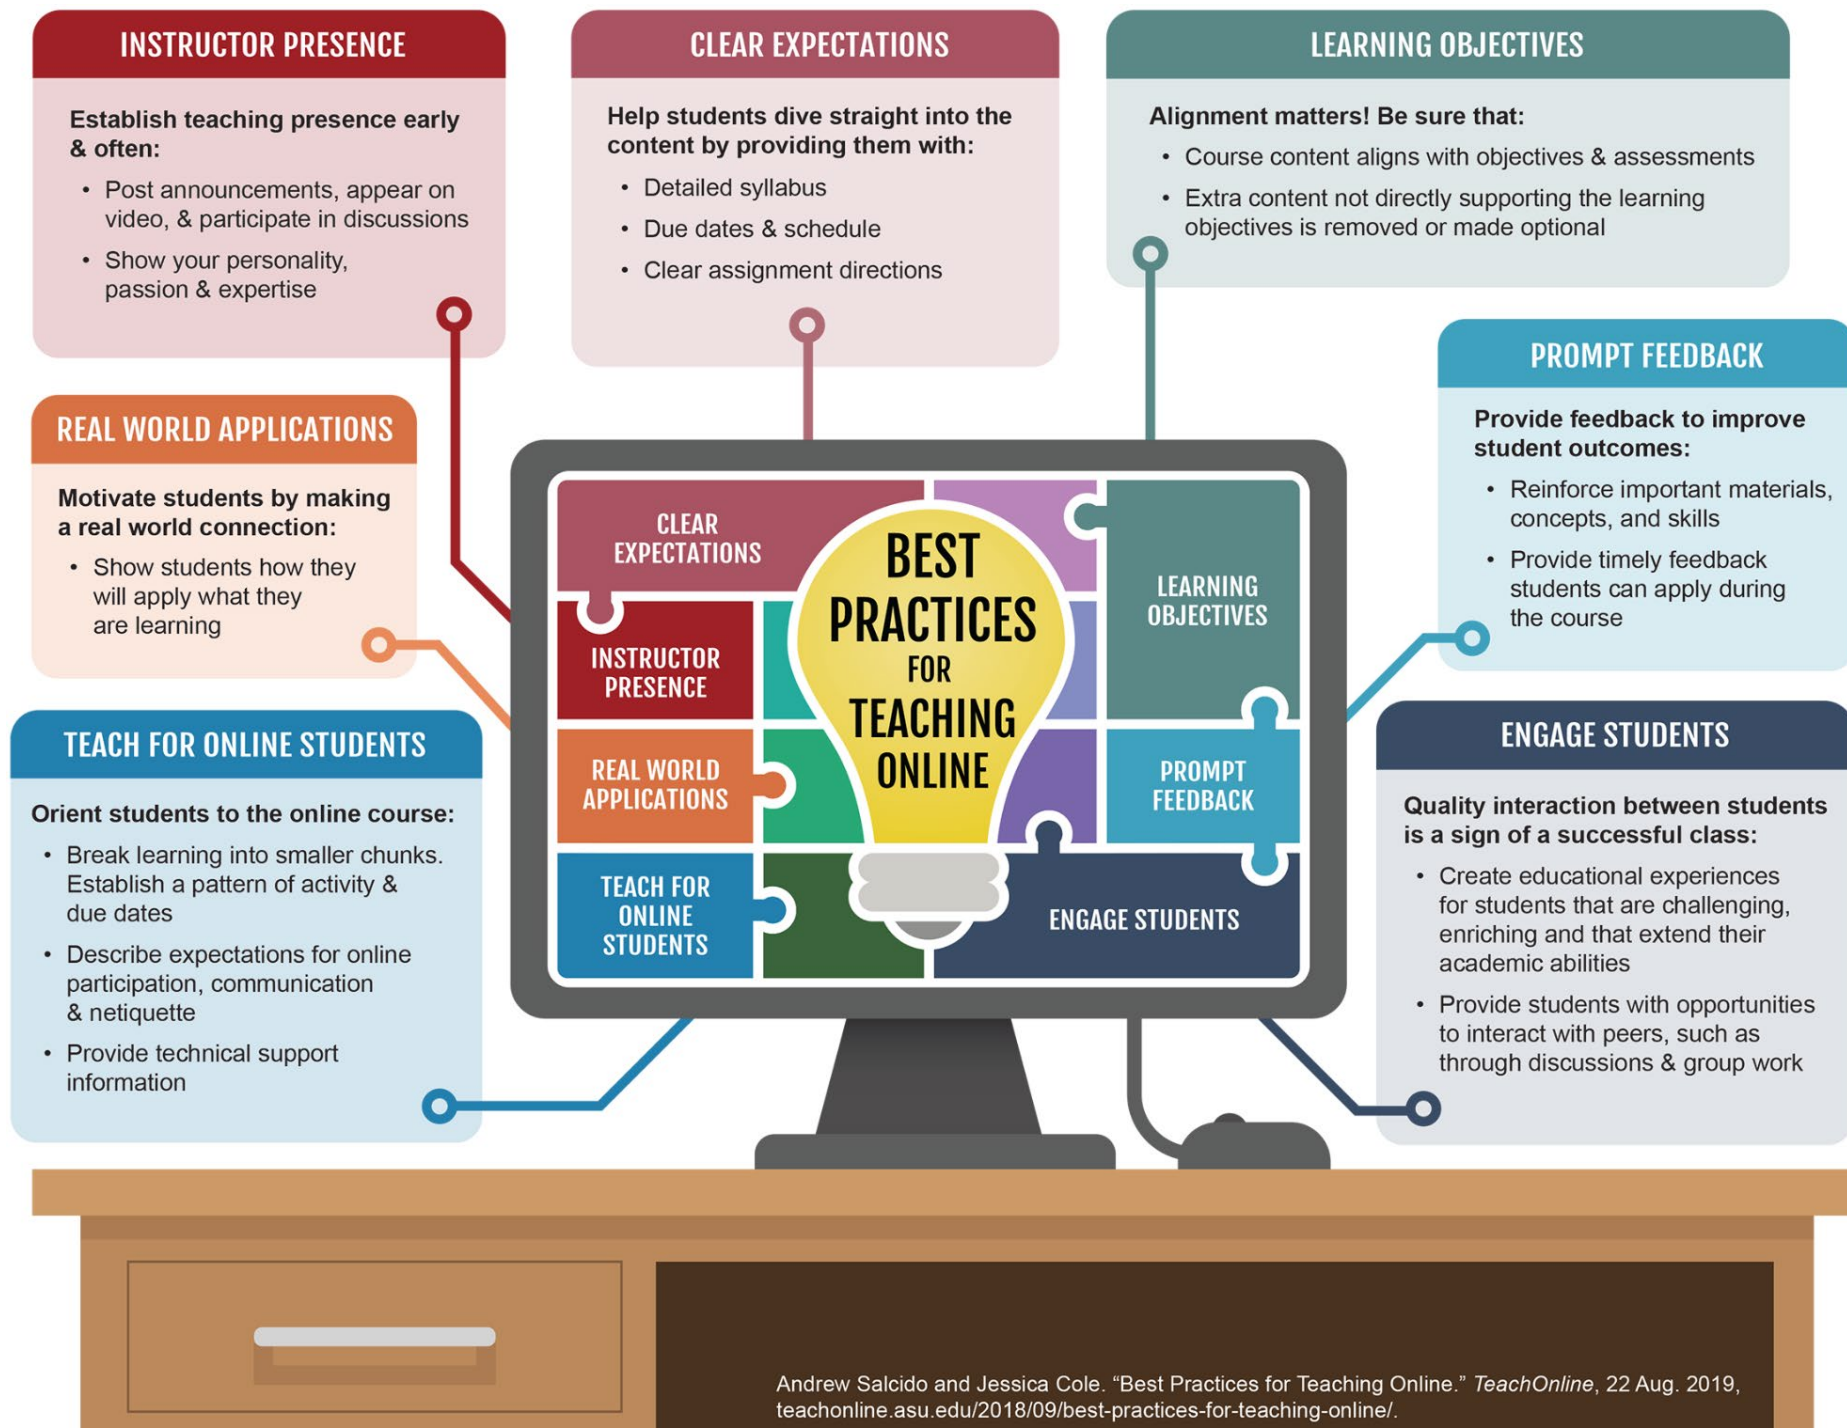 INSTRUCTOR PRESENCE
Establish teaching presence early
& often:
• Post announcements, appear on
video, & participate in discussions
• Show your personality,
passion & expertise
CLEAR EXPECTATIONS
Help students dive straight into the
content by providing them with:
• Detailed syllabus
• Due dates & schedule
• Clear assignment directions
LEARNING OBJECTIVES
Alignment matters! Be sure that:
• Course content aligns with objectives & assessments
• Extra content not directly supporting the learning
objectives is removed or made optional
REAL WORLD APPLICATIONS
Motivate students by making
a real world connection:
• Show students how they
will apply what they
are learning
PROMPT FEEDBACK
Provide feedback to improve
student outcomes:
• Reinforce important materials,
concepts, and skills
• Provide timely feedback
students can apply during
the course
TEACH FOR ONLINE STUDENTS
Orient students to the online course:
• Break learning into smaller chunks.
Establish a pattern of activity &
due dates
• Describe expectations for online
participation, communication
& netiquette
• Provide technical support
information
CLEAR
EXPECTATIONS
INSTRUCTOR
PRESENCE
REAL WORLD
APPLICATIONS
TEACH FOR
ONLINE
STUDENTS
BEST
PRACTICES
FOR
TEACHING
ONLINE
LEARNING
OBJECTIVES
PROMPT
FEEDBACK
ENGAGE STUDENTS
ENGAGE STUDENTS
Quality interaction between students
is a sign of a successful class:
• Create educational experiences
for students that are challenging,
enriching and that extend their
academic abilities
• Provide students with opportunities
to interact with peers, such as
through discussions & group work
Andrew Salcido and Jessica Cole. “Best Practices for Teaching Online.” TeachOnline, 22 Aug. 2019,
teachonline.asu.edu/2018/09/best-practices-for-teaching-online/.